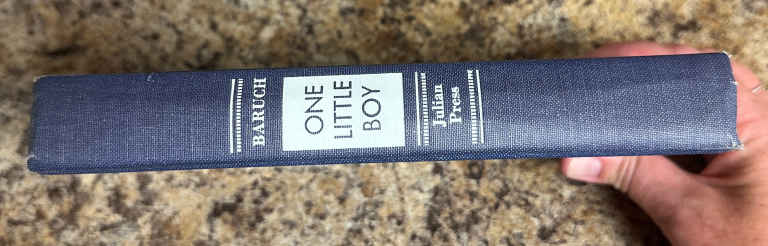 BARUCH
ONE
LITTLE
BOY
Julian
Press